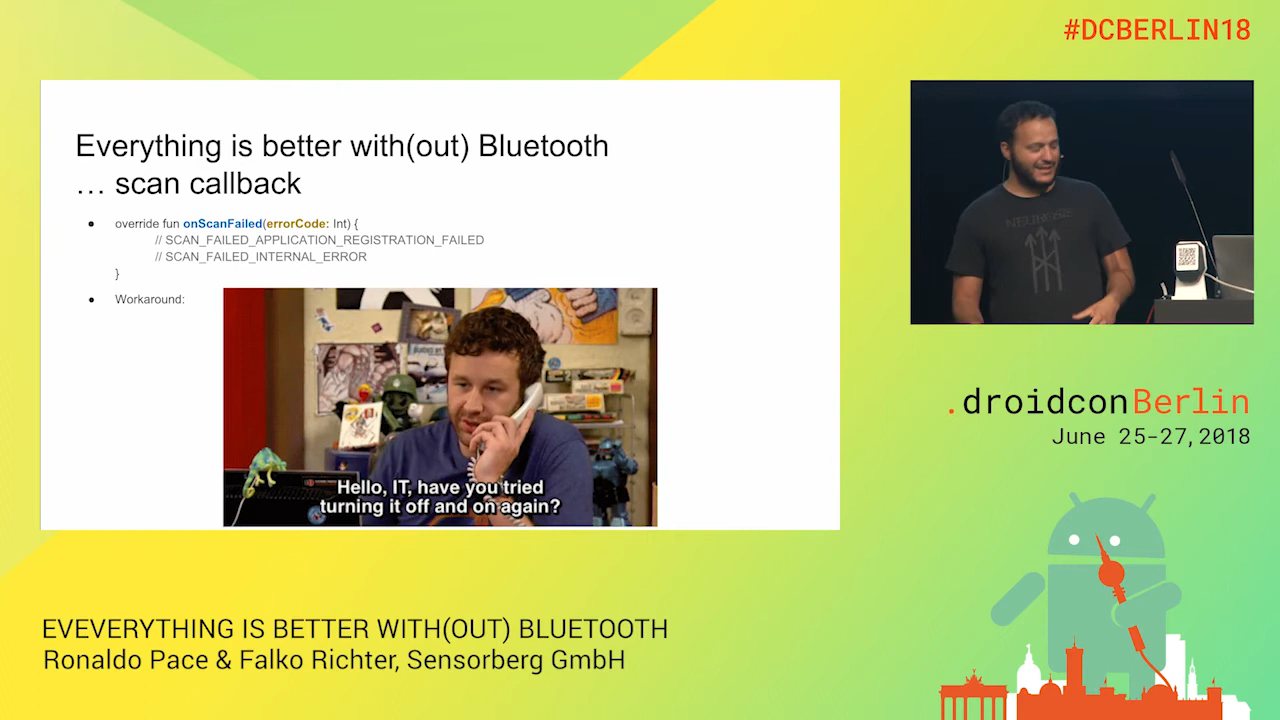 #DCBERLIN18
Everything is better with(out) Bluetooth
… scan callback
● override fun onScanFailed(errorCode: Int) {
// SCAN_FAILED_APPLICATION_REGISTRATION_FAILED
// SCAN_FAILED_INTERNAL_ERROR
}
● Workaround:
Hello, IT, have you tried
turning it off and on again?
.droidconBerlin
June 25-27, 2018
EVEVERYTHING IS BETTER WITH(OUT) BLUETOOTH
Ronaldo Pace & Falko Richter, Sensorberg GmbH